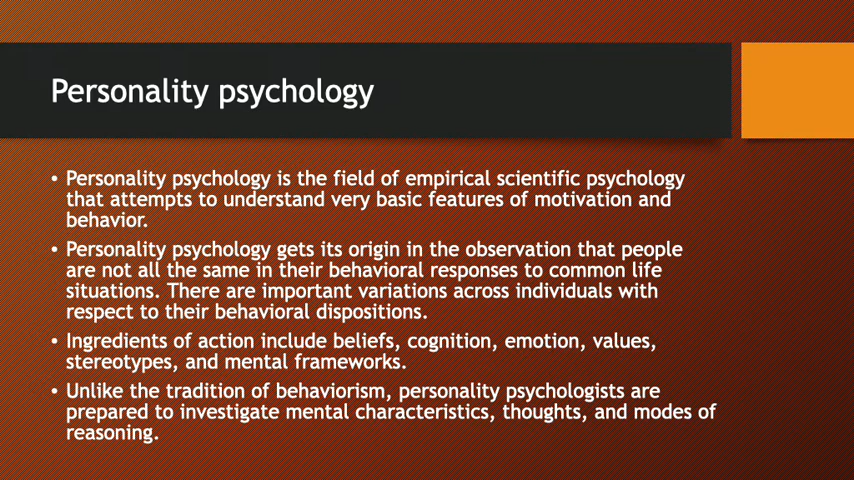 Personality psychology
• Personality psychology is the field of empirical scientific psychology
that attempts to understand very basic features of motivation and
behavior.
• Personality psychology gets its origin in the observation that people
are not all the same in their behavioral responses to common life
situations. There are important variations across individuals with
respect to their behavioral dispositions.
• Ingredients of action include beliefs, cognition, emotion, values,
stereotypes, and mental frameworks.
• Unlike the tradition of behaviorism, personality psychologists are
prepared to investigate mental characteristics, thoughts, and modes of
reasoning.